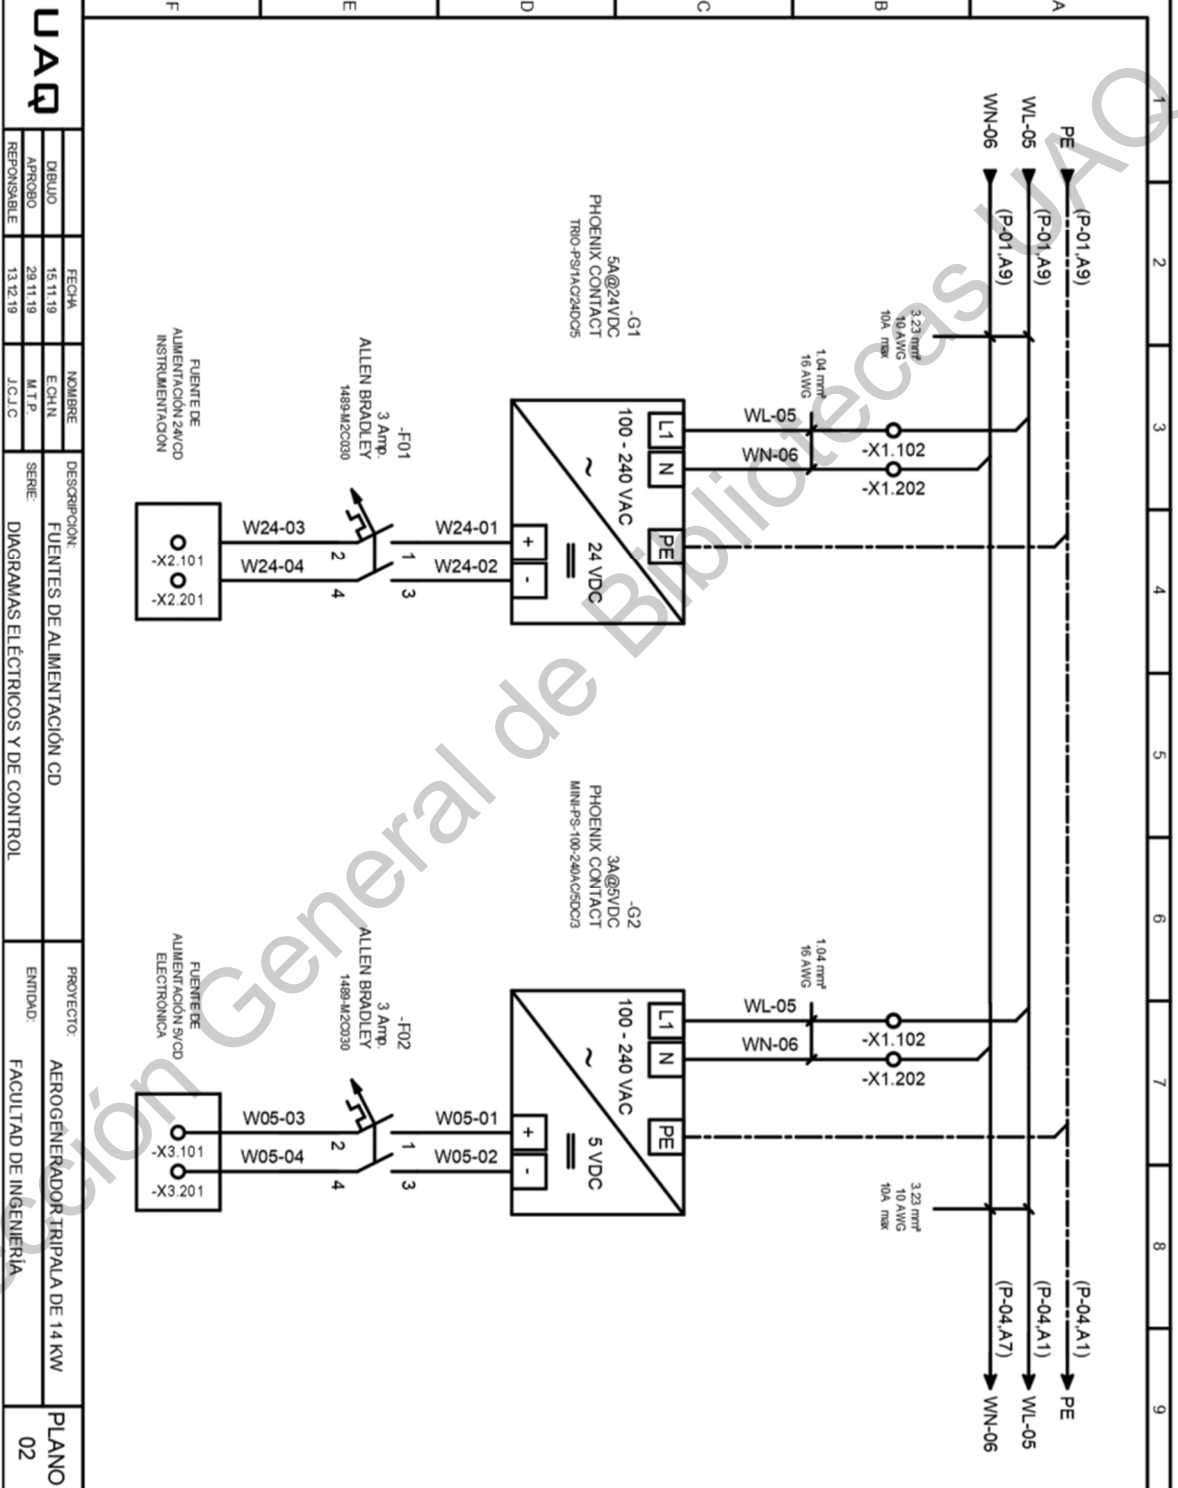 1
2
3
4
5
6
7
8
9
A
B
C
D
E
F
PE
(P-01,A9)
(P-04,A1)
PE
WL-05
(P-01,A9)
(P-04,A1)
WL-05
WN-06
(P-01,A9)
(P-04,A7)
WN-06
3.23 mm²
10 AWG
10A max
3.23 mm²
10 AWG
10A max
-X1.102
-X1.202
1.04 mm²
16 AWG
WL-05
WN-06
-X1.102
-X1.202
1.04 mm²
16 AWG
WL-05
WN-06
-G1
5A@24VDC
PHOENIX CONTACT
TRIO-PS/1AC/24DC/5
L1
N
PE
100 - 240 VAC
~
24 VDC
+
-
-G2
3A@5VDC
PHOENIX CONTACT
MINI-PS-100-240AC/5DC/3
L1
N
PE
100 - 240 VAC
~
5 VDC
+
-
W24-01
W24-02
-F01
3 Amp.
ALLEN BRADLEY
1489-M2C030
1
3
2
4
W24-03
W24-04
W05-01
W05-02
-F02
3 Amp.
ALLEN BRADLEY
1489-M2C030
1
3
2
4
W05-03
W05-04
FUENTE DE
ALIMENTACIÓN 24VCD
INSTRUMENTACIÓN
-X2.101
-X2.201
FUENTE DE
ALIMENTACIÓN 5VCD
ELECTRÓNICA
-X3.101
-X3.201
UAQ
FECHA
NOMBRE
DIBUJO
15.11.19
E.CH.N.
APROBO
29.11.19
M.T.P.
REPONSABLE
13.12.19
J.C.J.C
DESCRIPCIÓN:
FUENTES DE ALIMENTACIÓN CD
SERIE:
DIAGRAMAS ELÉCTRICOS Y DE CONTROL
PROYECTO:
AEROGENERADOR TRIPALA DE 14 KW
ENTIDAD:
FACULTAD DE INGENIERÍA
PLANO
02
General de Bibliotecas UAQ